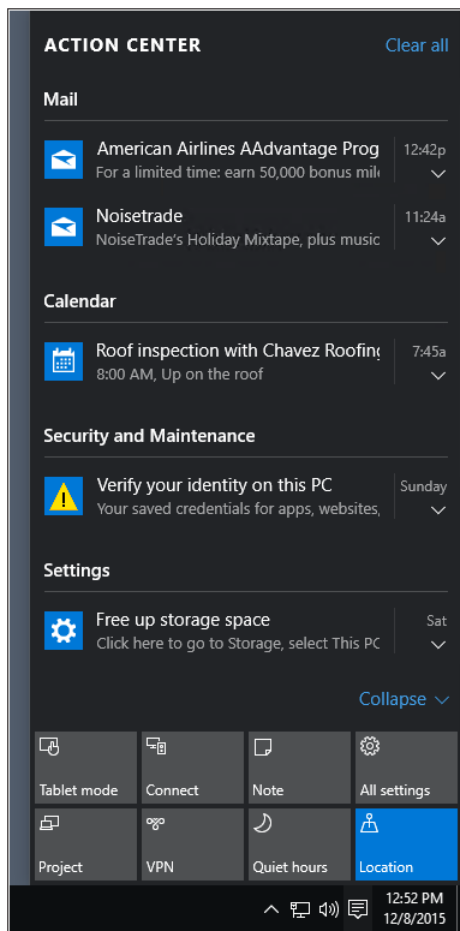 ACTION CENTER Clear all
Mail
American Airlines AAdvantage Prog 12:42p
For a limited time: earn 50,000 bonus mil
Noisetrade 11:24a
NoiseTrade's Holiday Mixtape, plus music
Calendar
Roof inspection with Chavez Roofing 7:45a
8:00 AM, Up on the roof
Security and Maintenance
Verify your identity on this PC Sunday
Your saved credentials for apps, websites,
Settings
Free up storage space Sat
Click here to go to Storage, select This PC
Collapse
Tablet mode Connect Note All settings
Project VPN Quiet hours Location
12:52 PM
12/8/2015